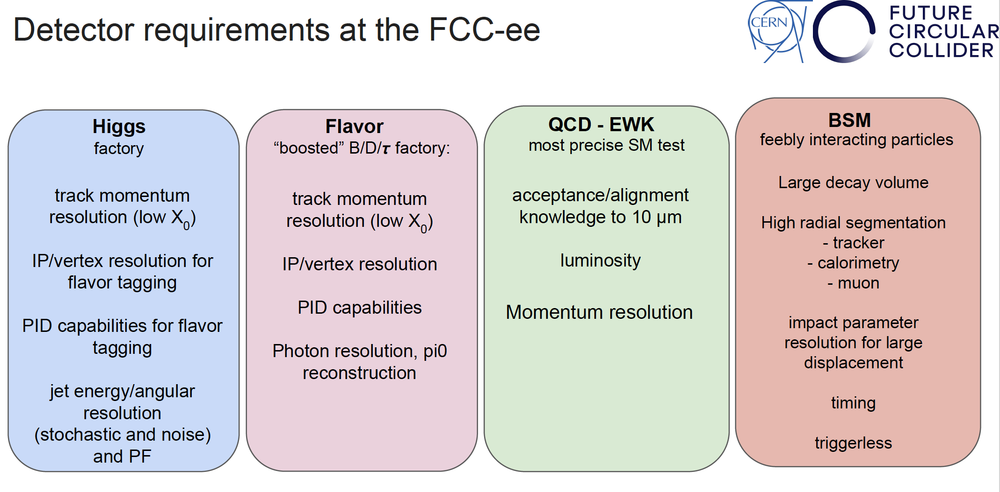 Detector requirements at the FCC-ee
CERN
FUTURE
CIRCULAR
COLLIDER
Higgs
factory
track momentum
resolution (low X₀)
IP/vertex resolution for
flavor tagging
PID capabilities for flavor
tagging
jet energy/angular
resolution
(stochastic and noise)
and PF
Flavor
“boosted” B/D/τ factory:
track momentum
resolution (low X₀)
IP/vertex resolution
PID capabilities
Photon resolution, pi0
reconstruction
QCD - EWK
most precise SM test
acceptance/alignment
knowledge to 10 μm
luminosity
Momentum resolution
BSM
feebly interacting particles
Large decay volume
High radial segmentation
- tracker
- calorimetry
- muon
impact parameter
resolution for large
displacement
timing
triggerless